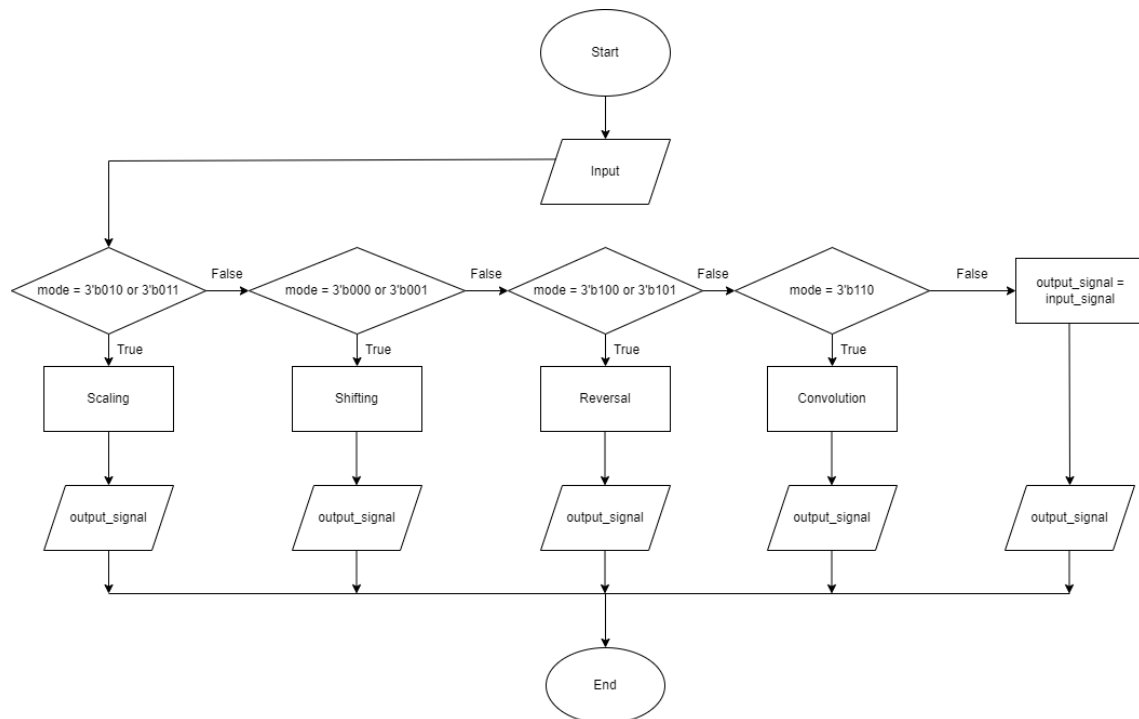 Start
Input
mode = 3'b010 or 3'b011
False
mode = 3'b000 or 3'b001
False
mode = 3'b100 or 3'b101
False
mode = 3'b110
False
output_signal =
input_signal
True
True
True
True
Scaling
Shifting
Reversal
Convolution
output_signal
output_signal
output_signal
output_signal
output_signal
End